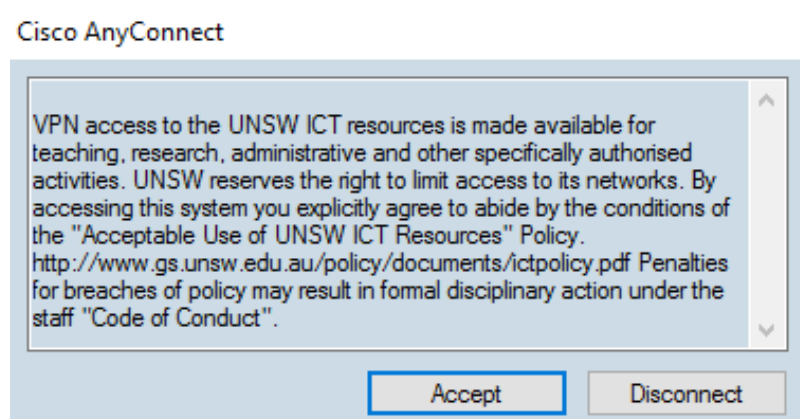 Cisco AnyConnect
VPN access to the UNSW ICT resources is made available for
teaching, research, administrative and other specifically authorised
activities. UNSW reserves the right to limit access to its networks. By
accessing this system you explicitly agree to abide by the conditions of
the "Acceptable Use of UNSW ICT Resources" Policy.
http://www.gs.unsw.edu.au/policy/documents/ictpolicy.pdf Penalties
for breaches of policy may result in formal disciplinary action under the
staff "Code of Conduct".
Accept Disconnect